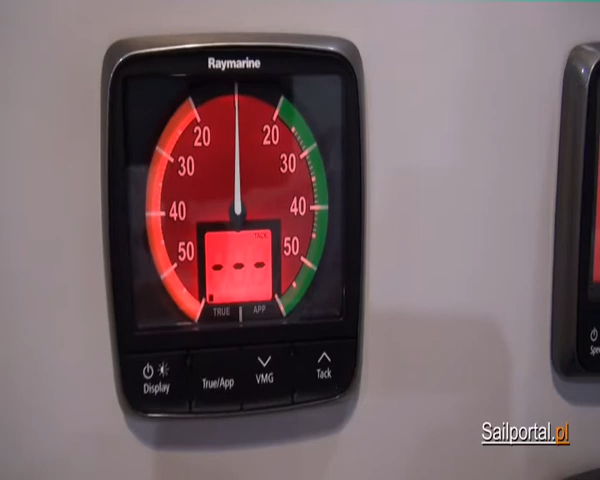 Raymarine
20 20
30 30
40 40
50 50
TACK
---
TRUE APP
Display True/App VMG Tack
Sailportal.pl